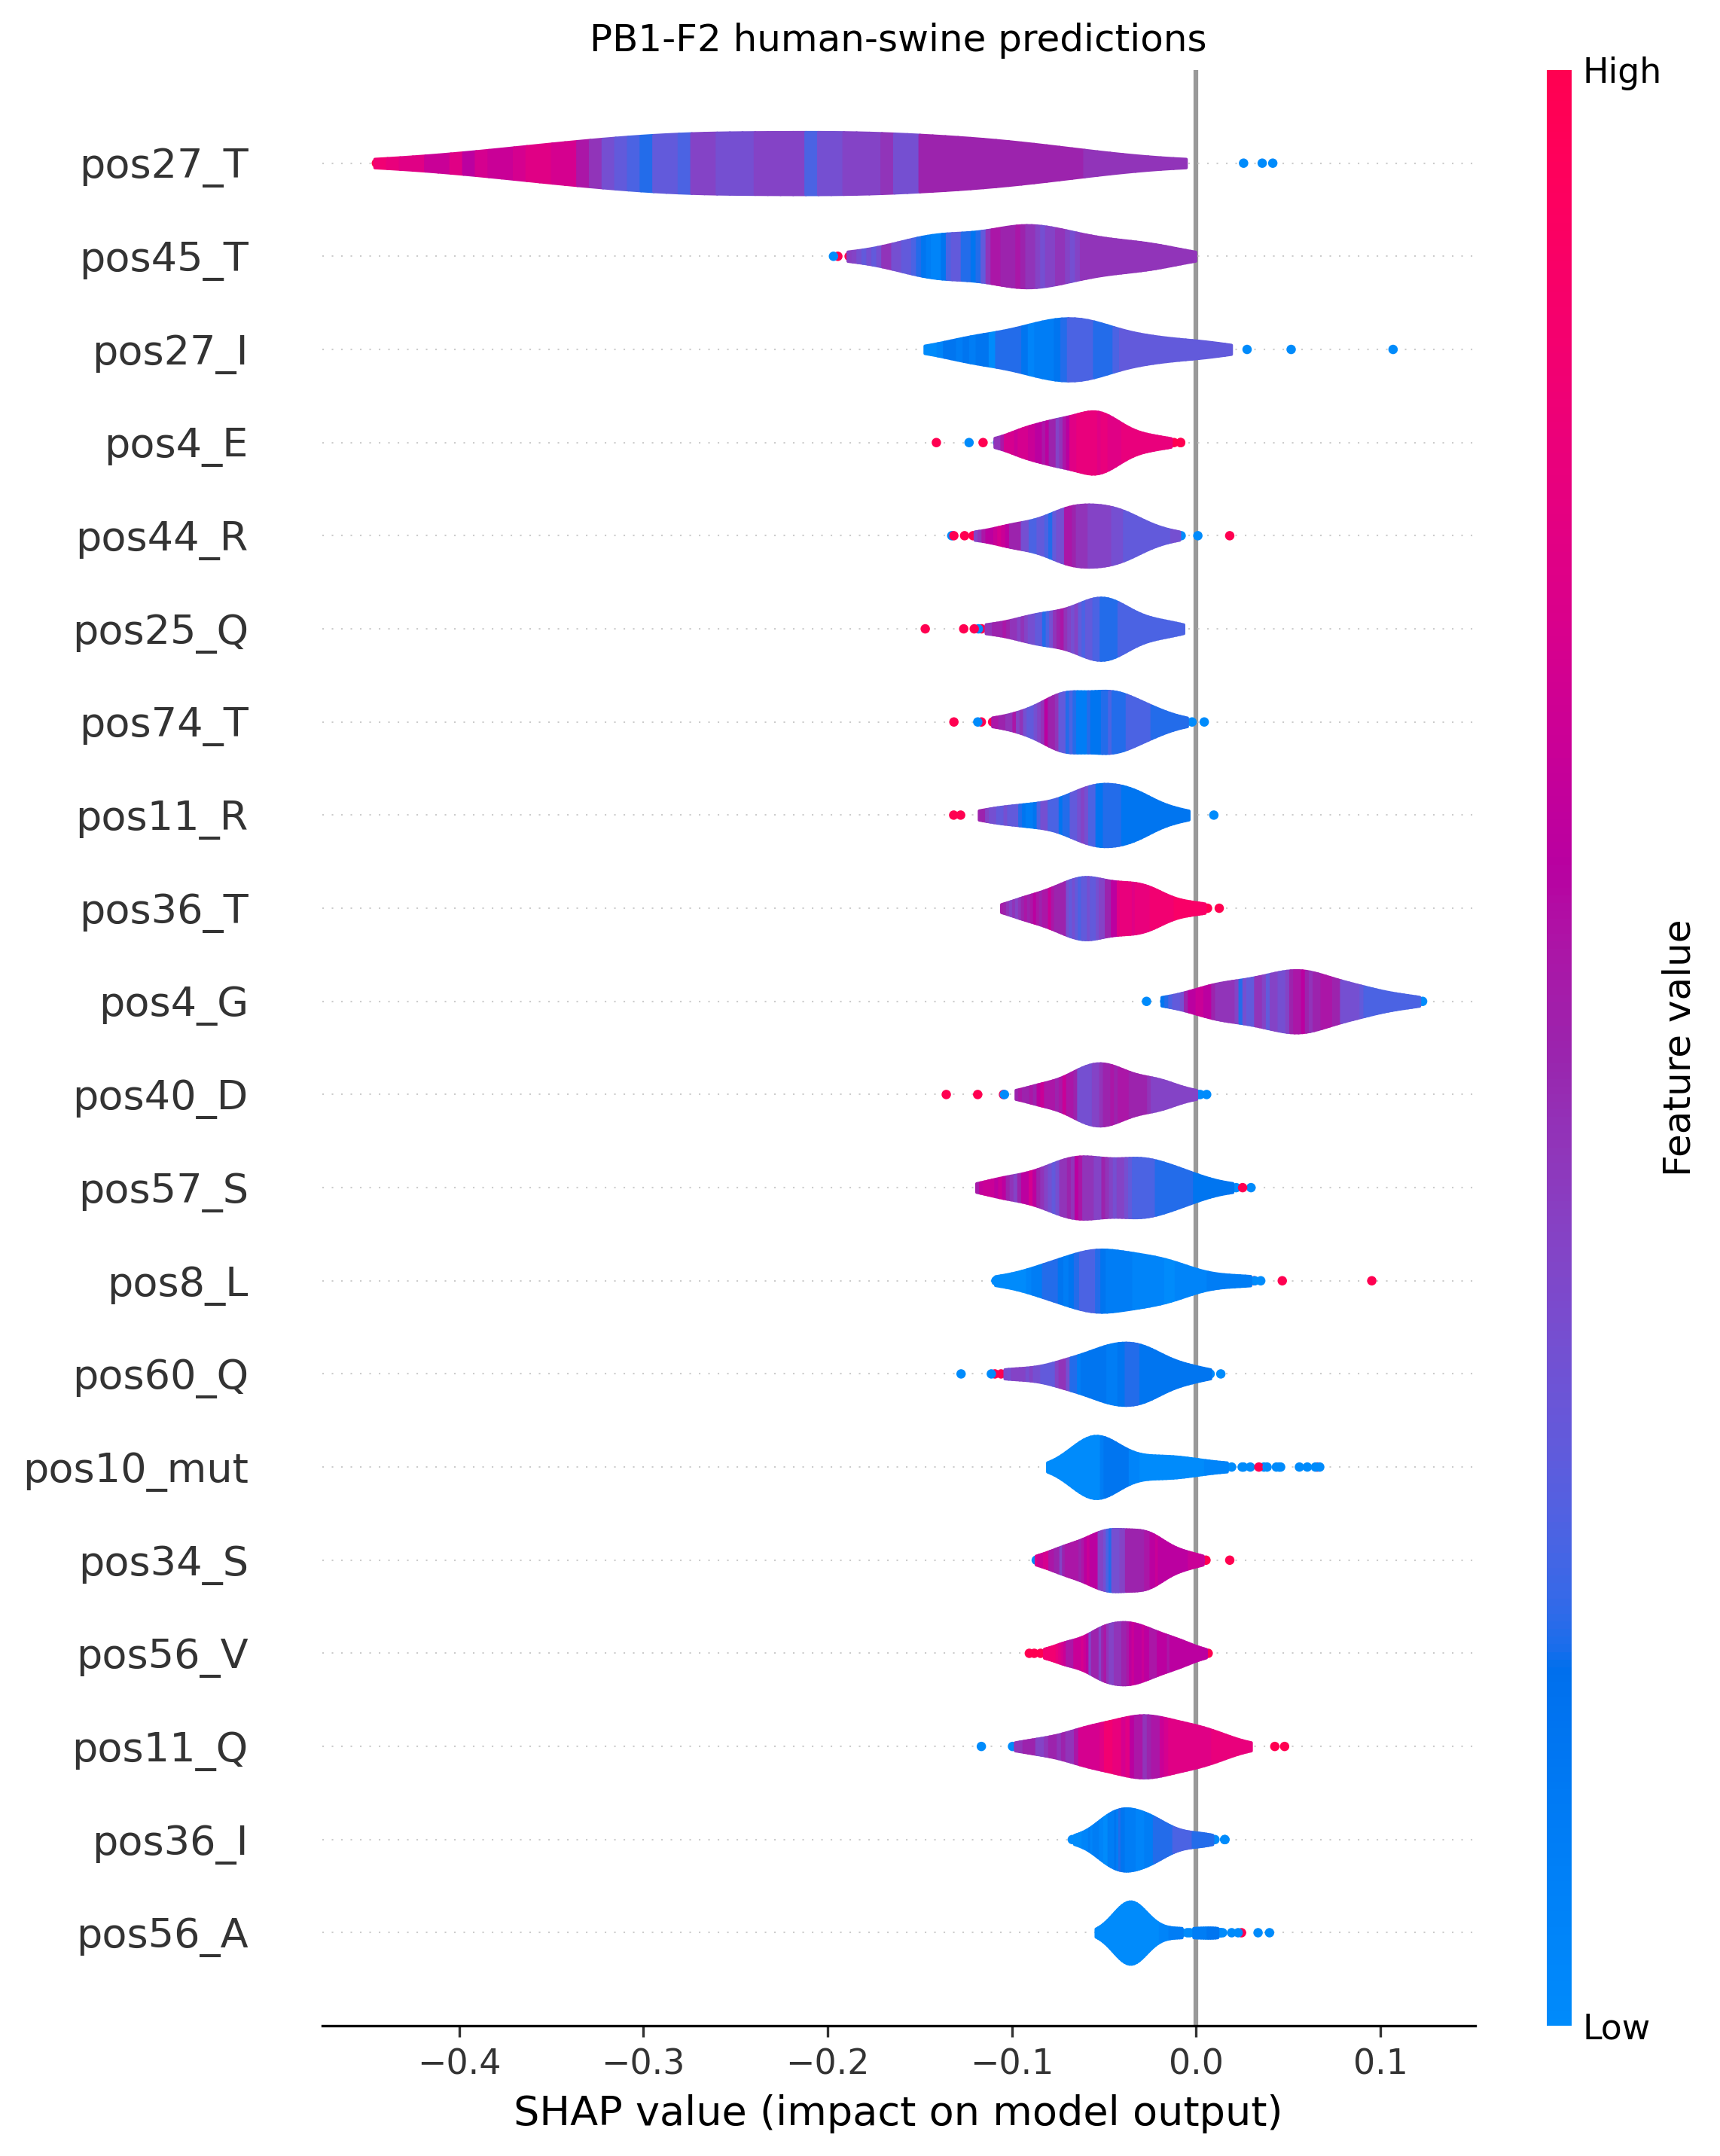 PB1-F2 human-swine predictions
High
pos27_T
pos45_T
pos27_I
pos4_E
pos44_R
pos25_Q
pos74_T
pos11_R
pos36_T
pos4_G
pos40_D
pos57_S
pos8_L
pos60_Q
pos10_mut
pos34_S
pos56_V
pos11_Q
pos36_I
pos56_A
Feature value
Low
−0.4 −0.3 −0.2 −0.1 0.0 0.1
SHAP value (impact on model output)